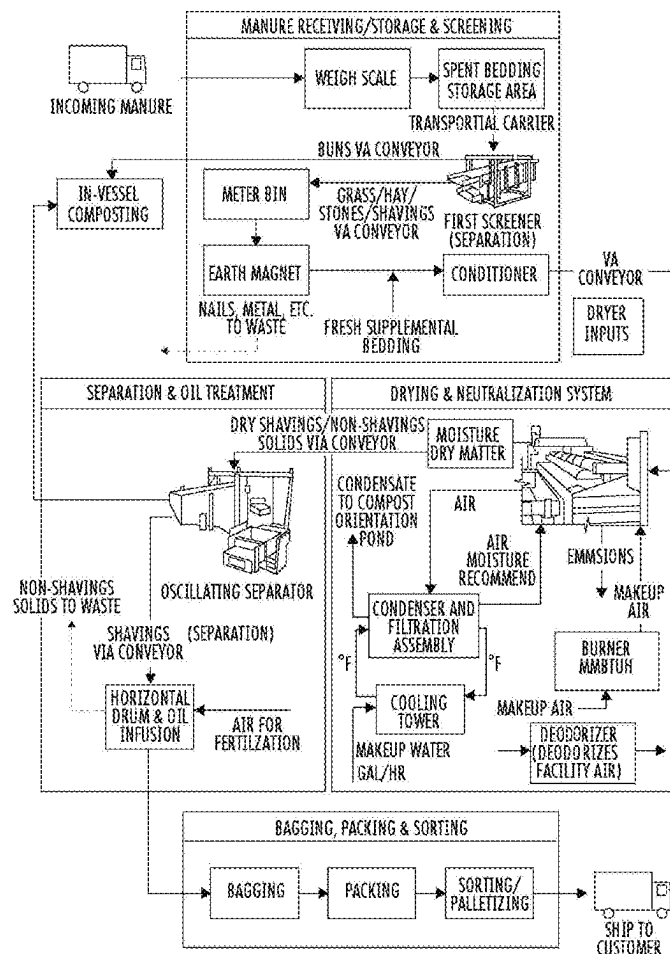 MANURE RECEIVING/STORAGE & SCREENING
INCOMING MANURE
WEIGH SCALE
SPENT BEDDING
STORAGE AREA
TRANSPORTIAL CARRIER
BUNS VA CONVEYOR
IN-VESSEL
COMPOSTING
METER BIN
GRASS/HAY/
STONES/SHAVINGS
VA CONVEYOR
FIRST SCREENER
(SEPARATION)
EARTH MAGNET
CONDITIONER
VA
CONVEYOR
NAILS, METAL, ETC.
TO WASTE
FRESH SUPPLEMENTAL
BEDDING
DRYER
INPUTS
SEPARATION & OIL TREATMENT
DRYING & NEUTRALIZATION SYSTEM
DRY SHAVINGS/NON-SHAVINGS
SOLIDS VIA CONVEYOR
MOISTURE
DRY MATTER
CONDENSATE
TO COMPOST
ORIENTATION
POND
AIR
AIR
MOISTURE
RECOMMEND
EMMSIONS
MAKEUP
AIR
OSCILLATING SEPARATOR
NON-SHAVINGS
SOLIDS TO WASTE
SHAVINGS (SEPARATION)
VIA CONVEYOR
CONDENSER AND
FILTRATION
ASSEMBLY
BURNER
MMBTUH
°F
°F
HORIZONTAL
DRUM & OIL
INFUSION
AIR FOR
FERTILZATION
COOLING
TOWER
MAKEUP AIR
MAKEUP WATER
GAL/HR
DEODORIZER
(DEODORIZES
FACILITY AIR)
BAGGING, PACKING & SORTING
BAGGING
PACKING
SORTING/
PALLETIZING
SHIP TO
CUSTOMER